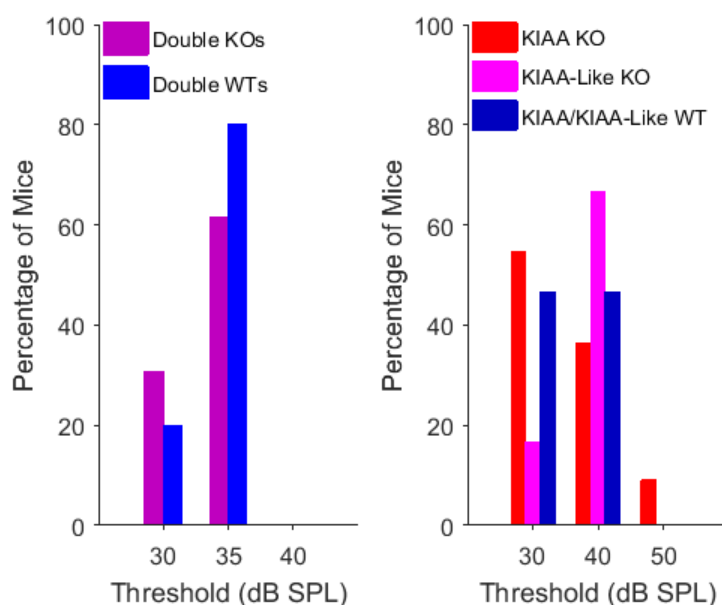 100
80
60
40
20
0
Percentage of Mice
Double KOs
Double WTs
30 35 40
Threshold (dB SPL)
100
80
60
40
20
0
Percentage of Mice
KIAA KO
KIAA-Like KO
KIAA/KIAA-Like WT
30 40 50
Threshold (dB SPL)